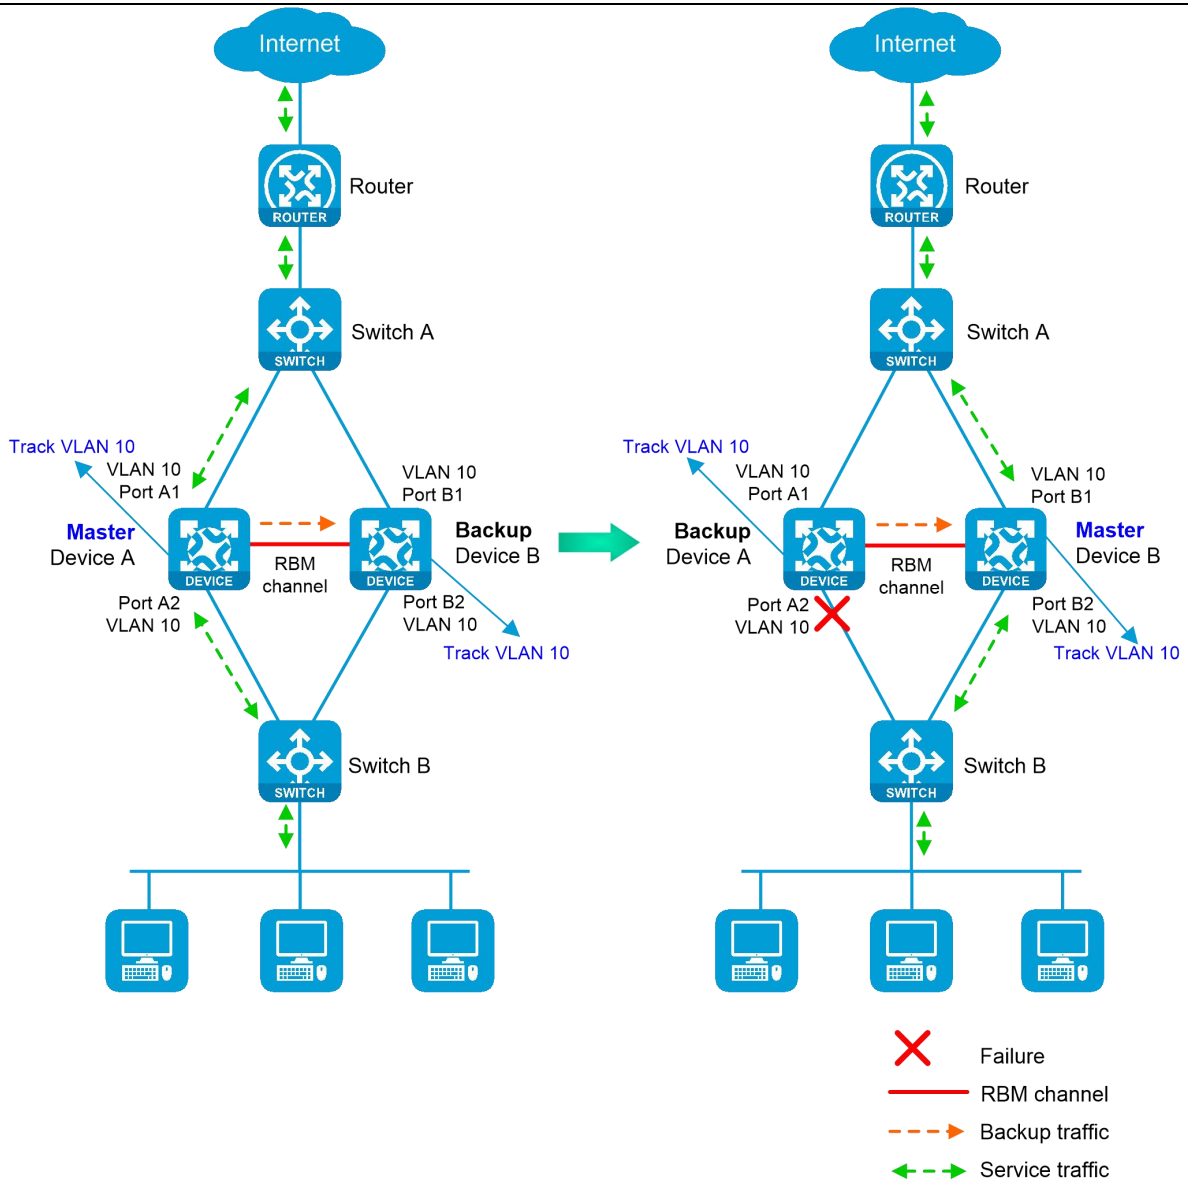 Internet
ROUTER
Router
SWITCH
Switch A
Track VLAN 10
VLAN 10
Port A1
VLAN 10
Port B1
Master
Device A
DEVICE
RBM
channel
DEVICE
Backup
Device B
Port A2
VLAN 10
Port B2
VLAN 10
Track VLAN 10
SWITCH
Switch B
Internet
ROUTER
Router
SWITCH
Switch A
Track VLAN 10
VLAN 10
Port A1
VLAN 10
Port B1
Backup
Device A
DEVICE
RBM
channel
DEVICE
Master
Device B
Port A2
VLAN 10
Port B2
VLAN 10
Track VLAN 10
SWITCH
Switch B
Failure
RBM channel
Backup traffic
Service traffic